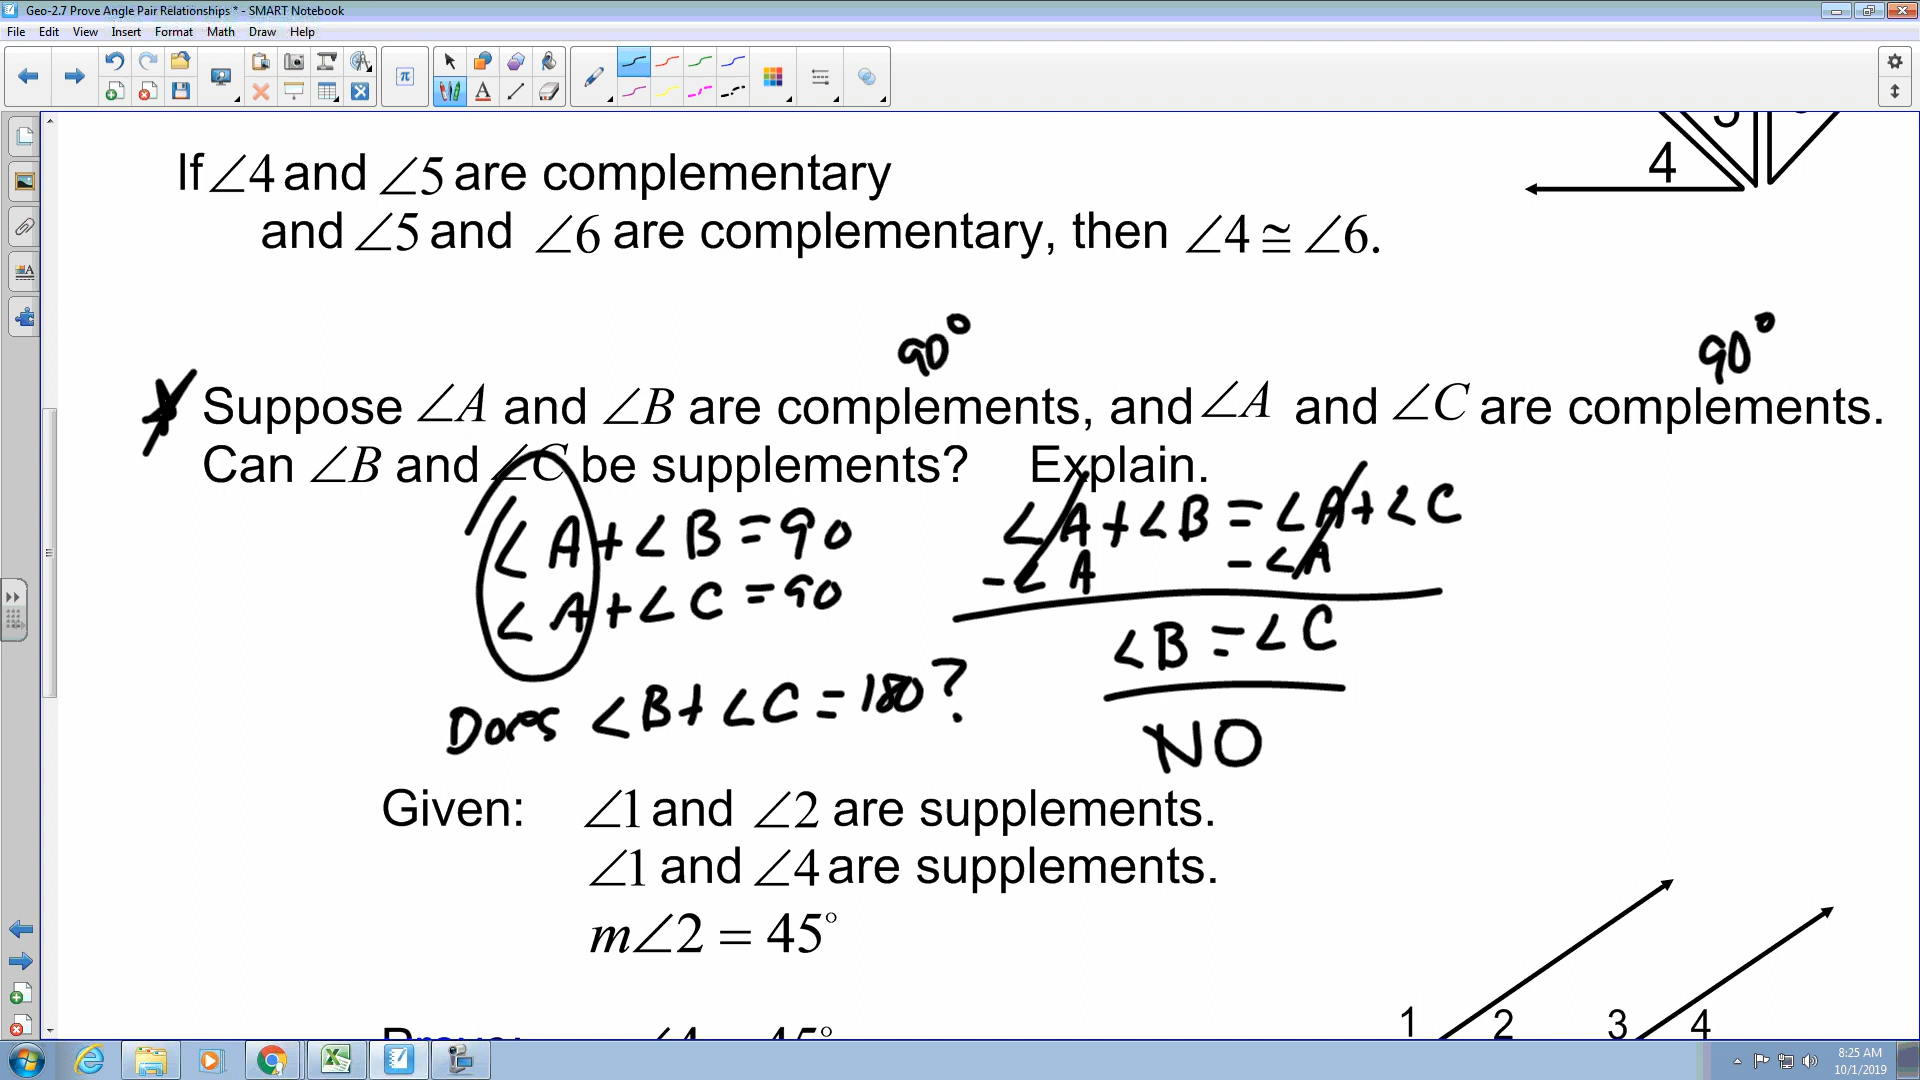 Geo-2.7 Prove Angle Pair Relationships * - SMART Notebook
File Edit View Insert Format Math Draw Help
π
A
5
4
If ∠4 and ∠5 are complementary
and ∠5 and ∠6 are complementary, then ∠4 ≅ ∠6.
90° 90°
Suppose ∠A and ∠B are complements, and ∠A and ∠C are complements.
Can ∠B and ∠C be supplements? Explain.
∠A + ∠B = 90
∠A + ∠C = 90
∠A + ∠B = ∠A + ∠C
-∠A -∠A
∠B = ∠C
Does ∠B + ∠C = 180?
NO
Given: ∠1 and ∠2 are supplements.
∠1 and ∠4 are supplements.
m∠2 = 45°
1 2 3 4
Prove: ∠4 45°
8:25 AM
10/1/2019